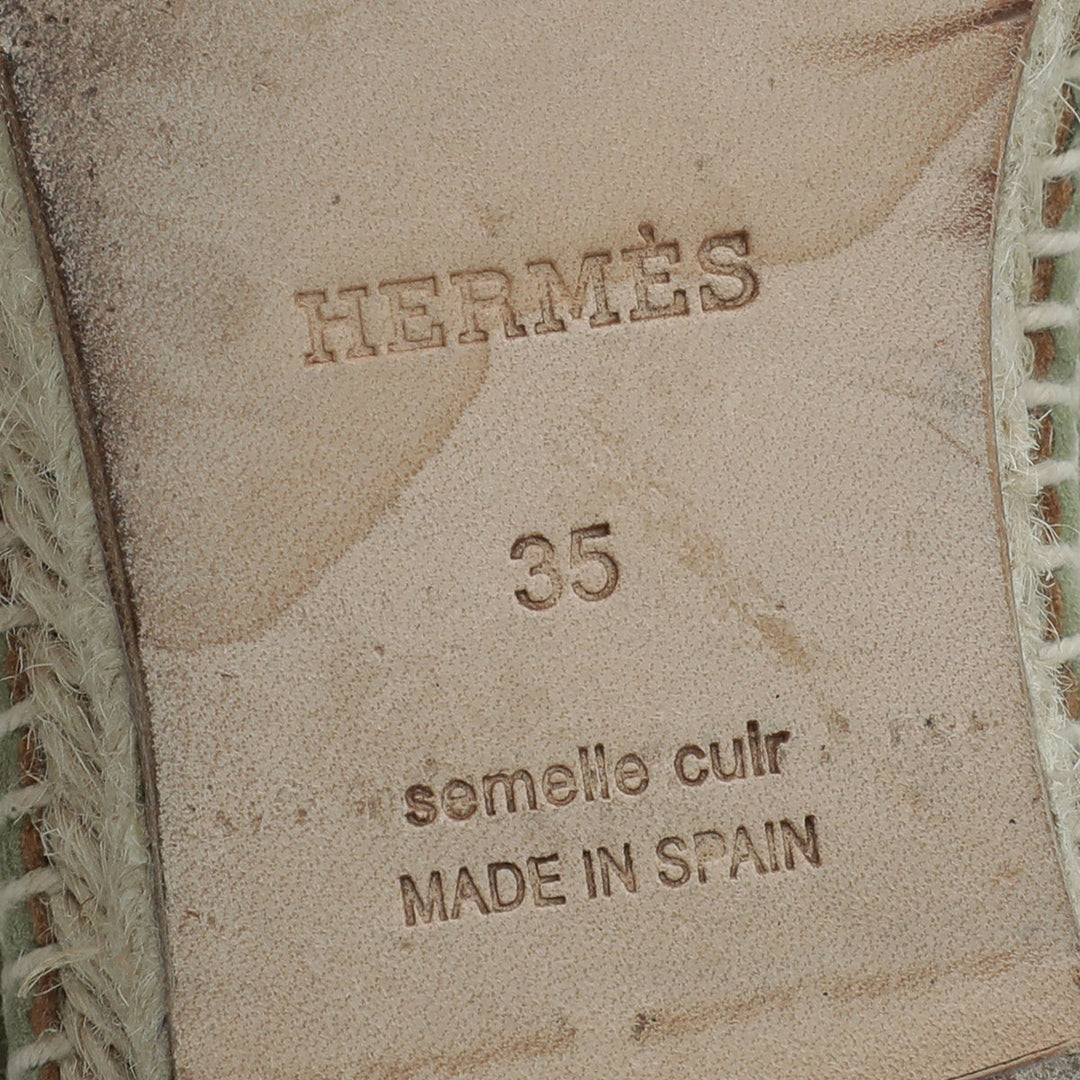 HERMÈS
35
semelle cuir
MADE IN SPAIN